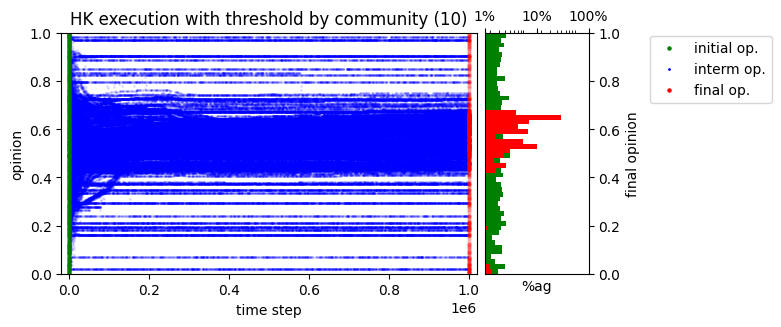 HK execution with threshold by community (10)
1% 10% 100%
initial op.
interm op.
final op.
1.0
0.8
0.6
0.4
0.2
0.0
opinion
0.0 0.2 0.4 0.6 0.8 1.0
1e6
time step
%ag
1.0
0.8
0.6
0.4
0.2
0.0
final opinion